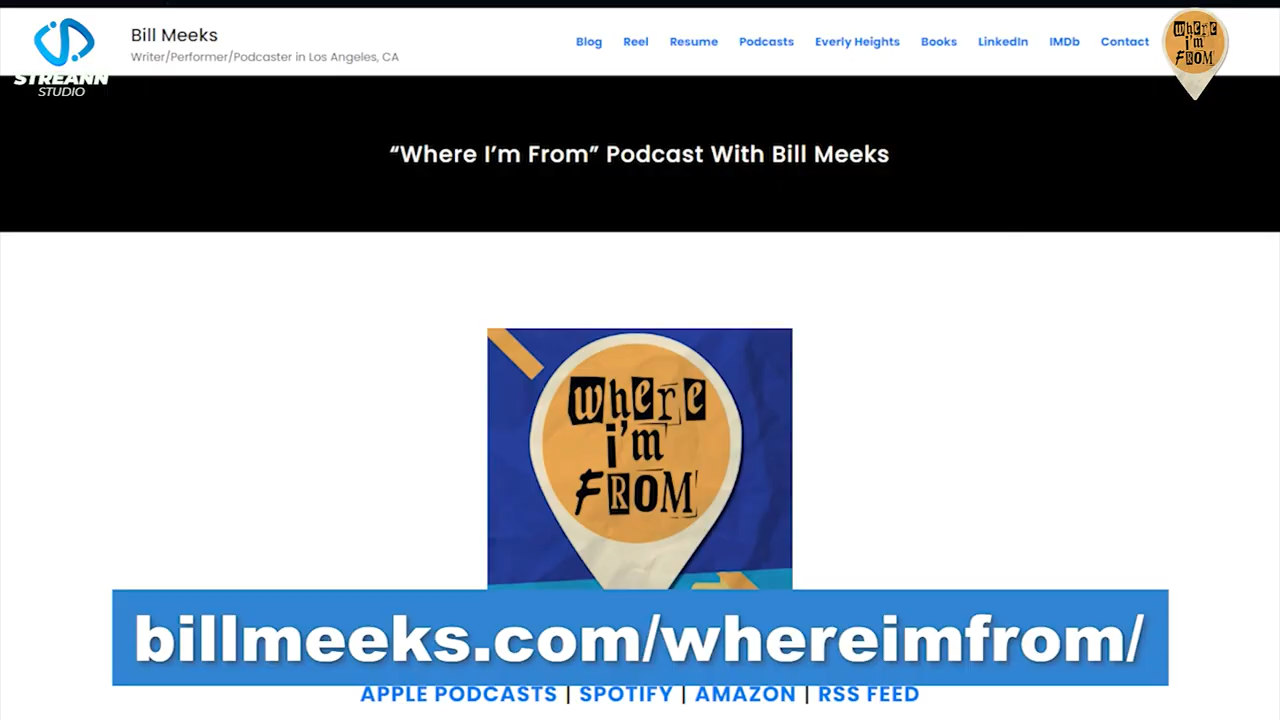 Bill Meeks
Writer/Performer/Podcaster in Los Angeles, CA
Blog Reel Resume Podcasts Everly Heights Books LinkedIn IMDb Contact
where
i'm
FROM
STREANN
STUDIO
“Where I’m From” Podcast With Bill Meeks
where
i'm
FROM
billmeeks.com/whereimfrom/
APPLE PODCASTS | SPOTIFY | AMAZON | RSS FEED